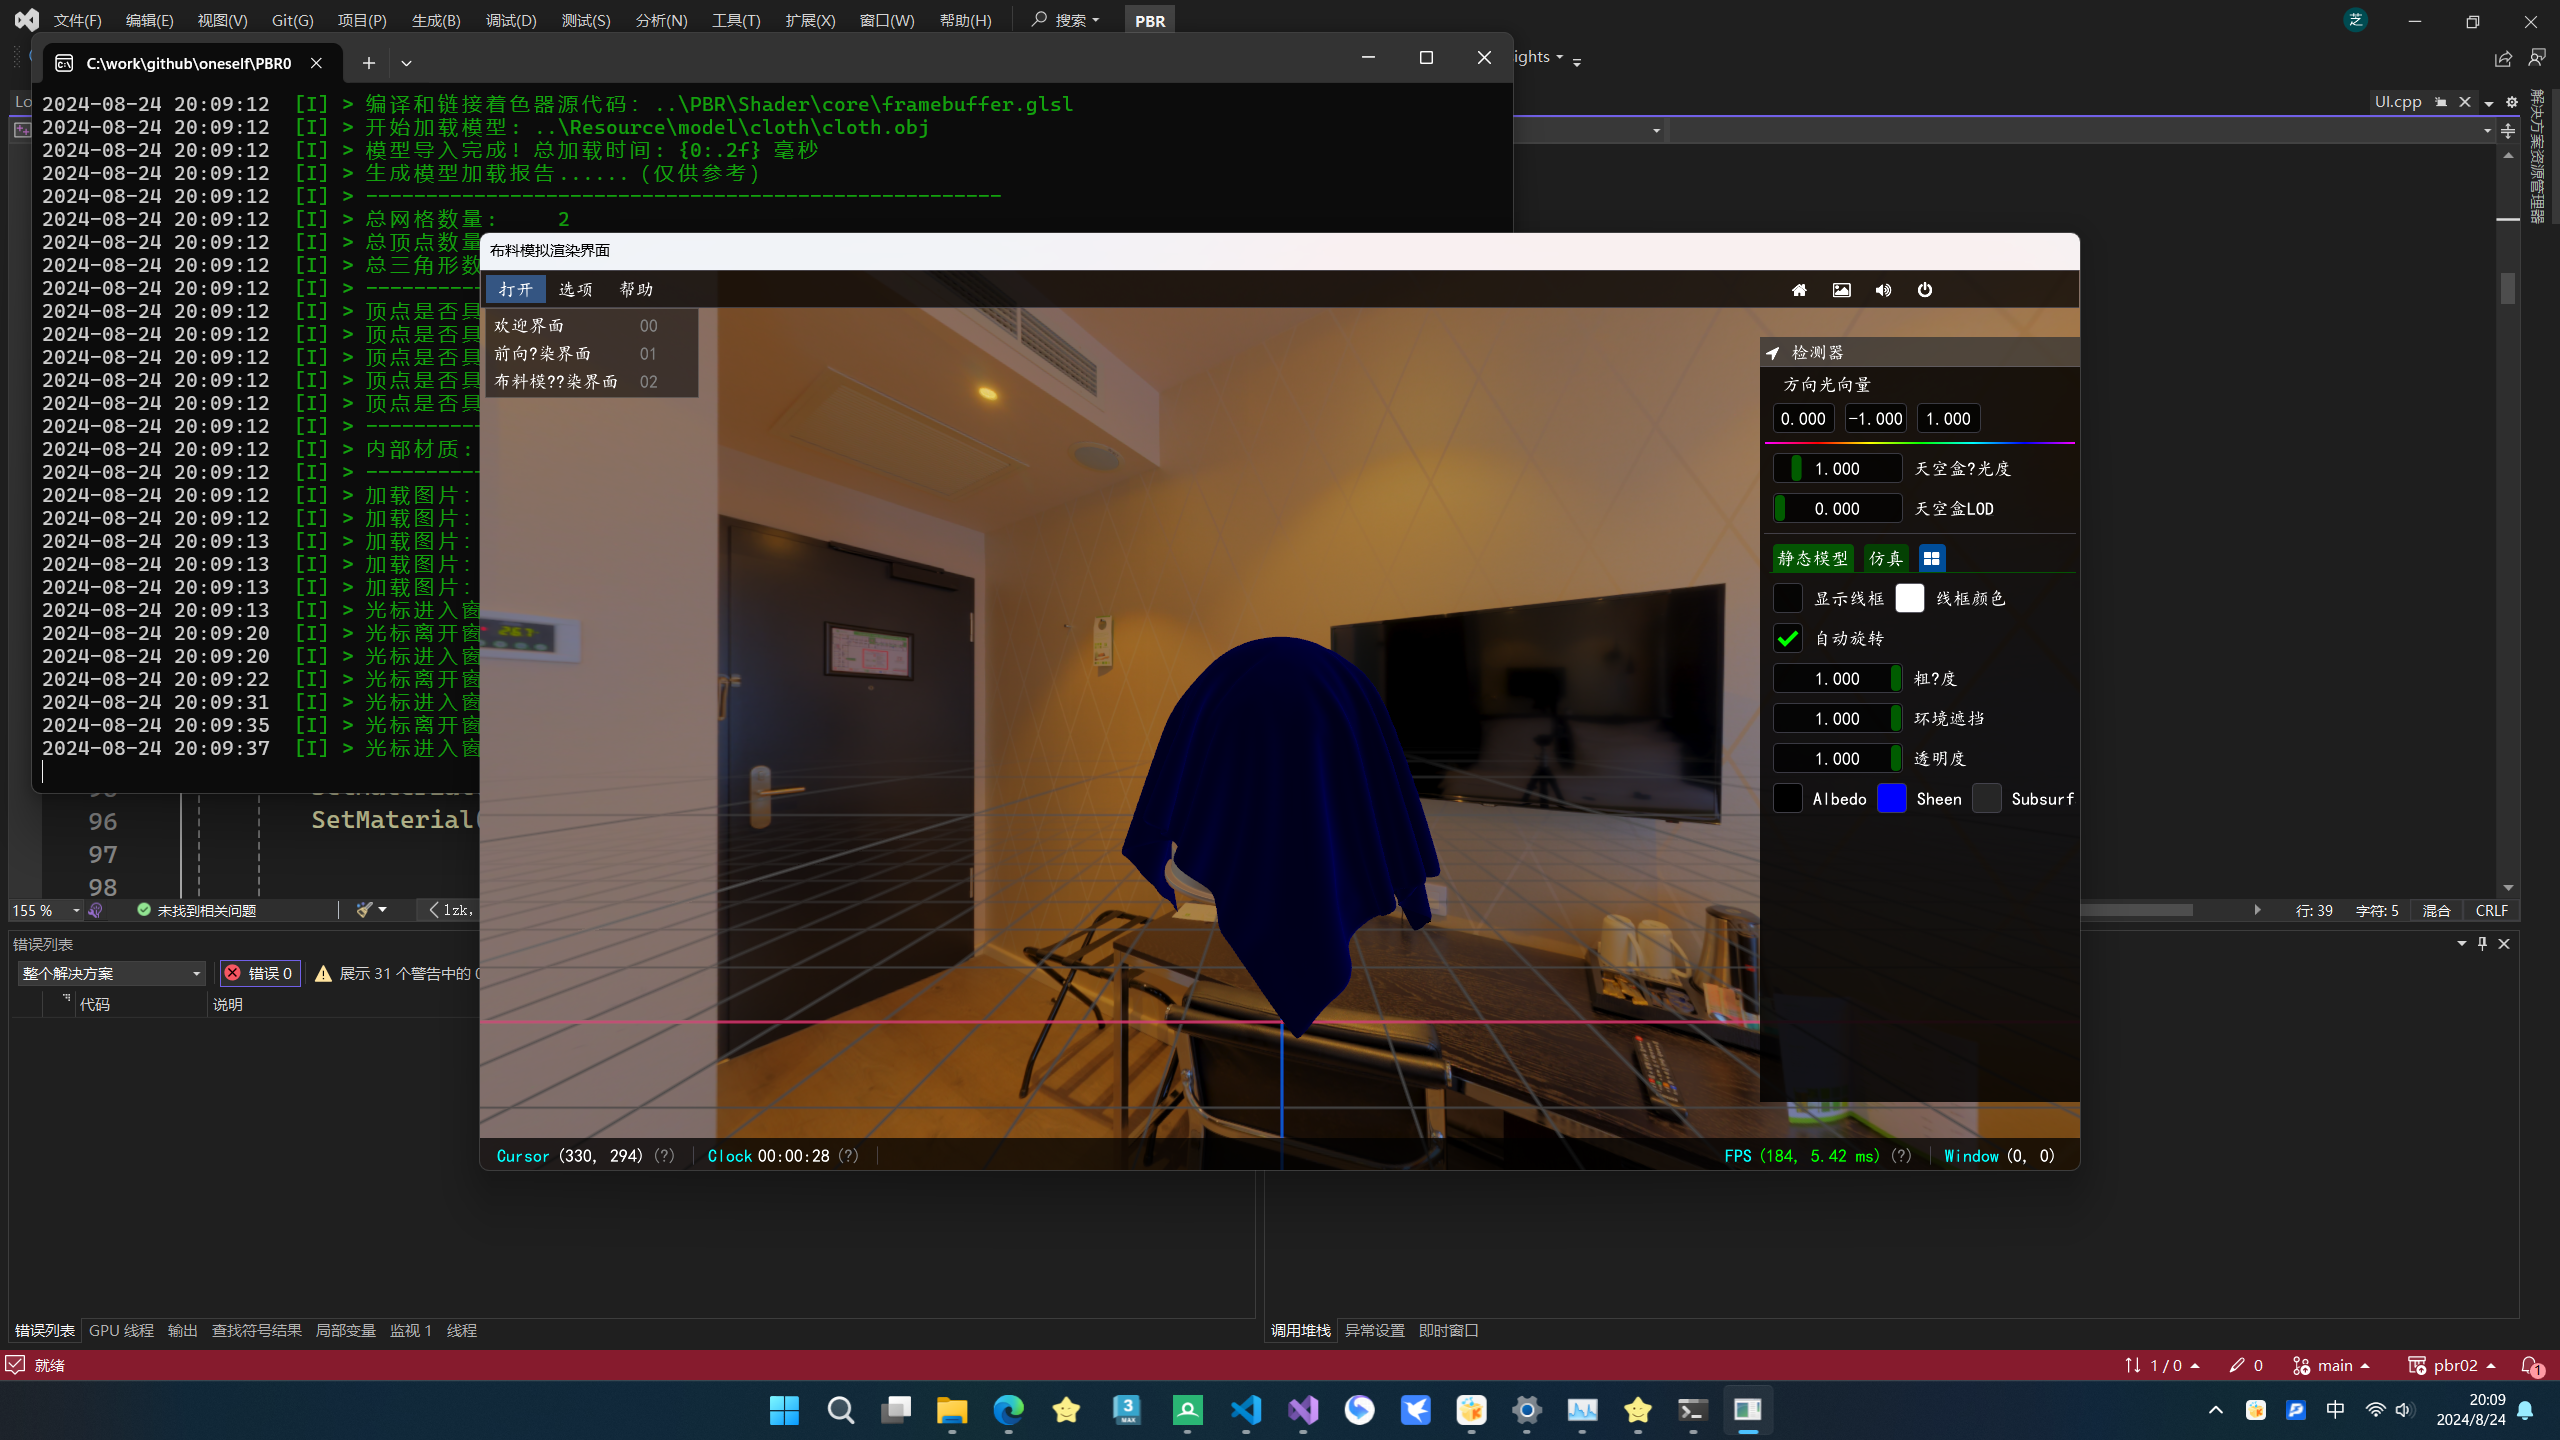 文件(F) 编辑(E) 视图(V) Git(G) 项目(P) 生成(B) 调试(D) 测试(S) 分析(N) 工具(T) 扩展(X) 窗口(W) 帮助(H) 搜索 PBR 芝
C:\work\github\oneself\PBR0
ights
UI.cpp
解决方案资源管理器
2024-08-24 20:09:12 [I] > 编译和链接着色器源代码: ..\PBR\Shader\core\framebuffer.glsl
2024-08-24 20:09:12 [I] > 开始加载模型: ..\Resource\model\cloth\cloth.obj
2024-08-24 20:09:12 [I] > 模型导入完成! 总加载时间: {0:.2f} 毫秒
2024-08-24 20:09:12 [I] > 生成模型加载报告......(仅供参考)
2024-08-24 20:09:12 [I] > -----------------------------------------------------
2024-08-24 20:09:12 [I] > 总网格数量: 2
2024-08-24 20:09:12 [I] > 总顶点数量
2024-08-24 20:09:12 [I] > 总三角形数
2024-08-24 20:09:12 [I] > ----------
2024-08-24 20:09:12 [I] > 顶点是否具
2024-08-24 20:09:12 [I] > 顶点是否具
2024-08-24 20:09:12 [I] > 顶点是否具
2024-08-24 20:09:12 [I] > 顶点是否具
2024-08-24 20:09:12 [I] > 顶点是否具
2024-08-24 20:09:12 [I] > ----------
2024-08-24 20:09:12 [I] > 内部材质:
2024-08-24 20:09:12 [I] > ----------
2024-08-24 20:09:12 [I] > 加载图片:
2024-08-24 20:09:12 [I] > 加载图片:
2024-08-24 20:09:13 [I] > 加载图片:
2024-08-24 20:09:13 [I] > 加载图片:
2024-08-24 20:09:13 [I] > 加载图片:
2024-08-24 20:09:13 [I] > 光标进入窗
2024-08-24 20:09:20 [I] > 光标离开窗
2024-08-24 20:09:20 [I] > 光标进入窗
2024-08-24 20:09:22 [I] > 光标离开窗
2024-08-24 20:09:31 [I] > 光标进入窗
2024-08-24 20:09:35 [I] > 光标离开窗
2024-08-24 20:09:37 [I] > 光标进入窗
布料模拟渲染界面
打开 选项 帮助
欢迎界面 00
前向?染界面 01
布料模??染界面 02
检测器
方向光向量
0.000 -1.000 1.000
1.000 天空盒?光度
0.000 天空盒LOD
静态模型 仿真
显示线框 线框颜色
自动旋转
1.000 粗?度
1.000 环境遮挡
1.000 透明度
Albedo Sheen Subsurf
Cursor (330, 294) (?) Clock 00:00:28 (?) FPS (184, 5.42 ms) (?) Window (0, 0)
96 SetMaterial(
97
98
155 % 未找到相关问题 lzk, 行: 39 字符: 5 混合 CRLF
错误列表
整个解决方案 错误 0 展示 31 个警告中的 0
代码 说明
错误列表 GPU 线程 输出 查找符号结果 局部变量 监视 1 线程 调用堆栈 异常设置 即时窗口
就绪 1 / 0 0 main pbr02 1
3 MAX
中 20:09
2024/8/24